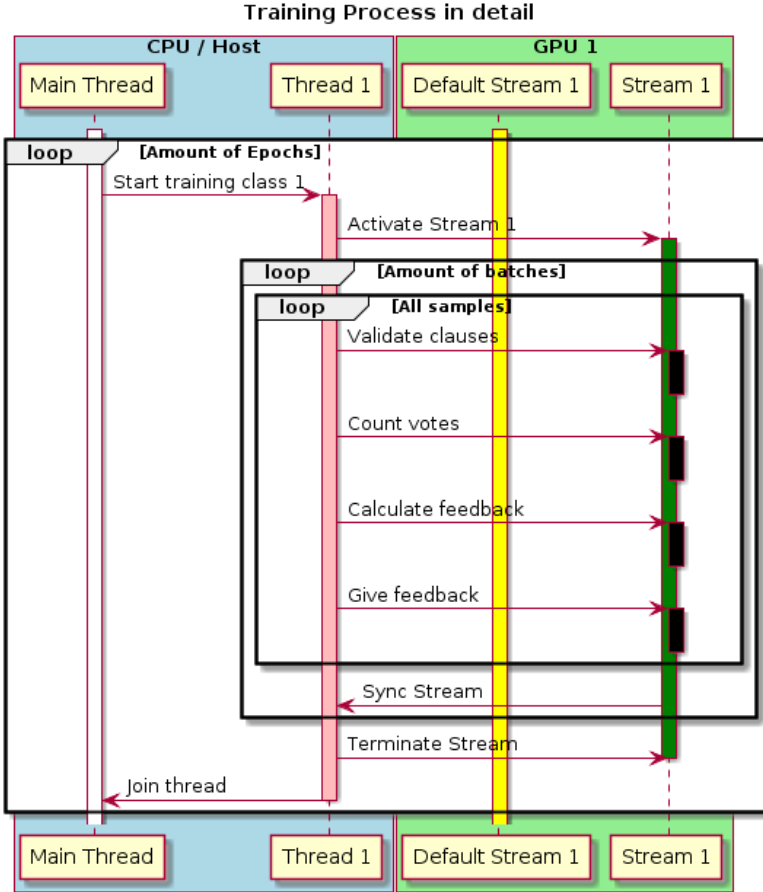 Training Process in detail
CPU / Host
GPU 1
Main Thread
Thread 1
Default Stream 1
Stream 1
loop
[Amount of Epochs]
Start training class 1
Activate Stream 1
loop
[Amount of batches]
loop
[All samples]
Validate clauses
Count votes
Calculate feedback
Give feedback
Sync Stream
Terminate Stream
Join thread
Main Thread
Thread 1
Default Stream 1
Stream 1